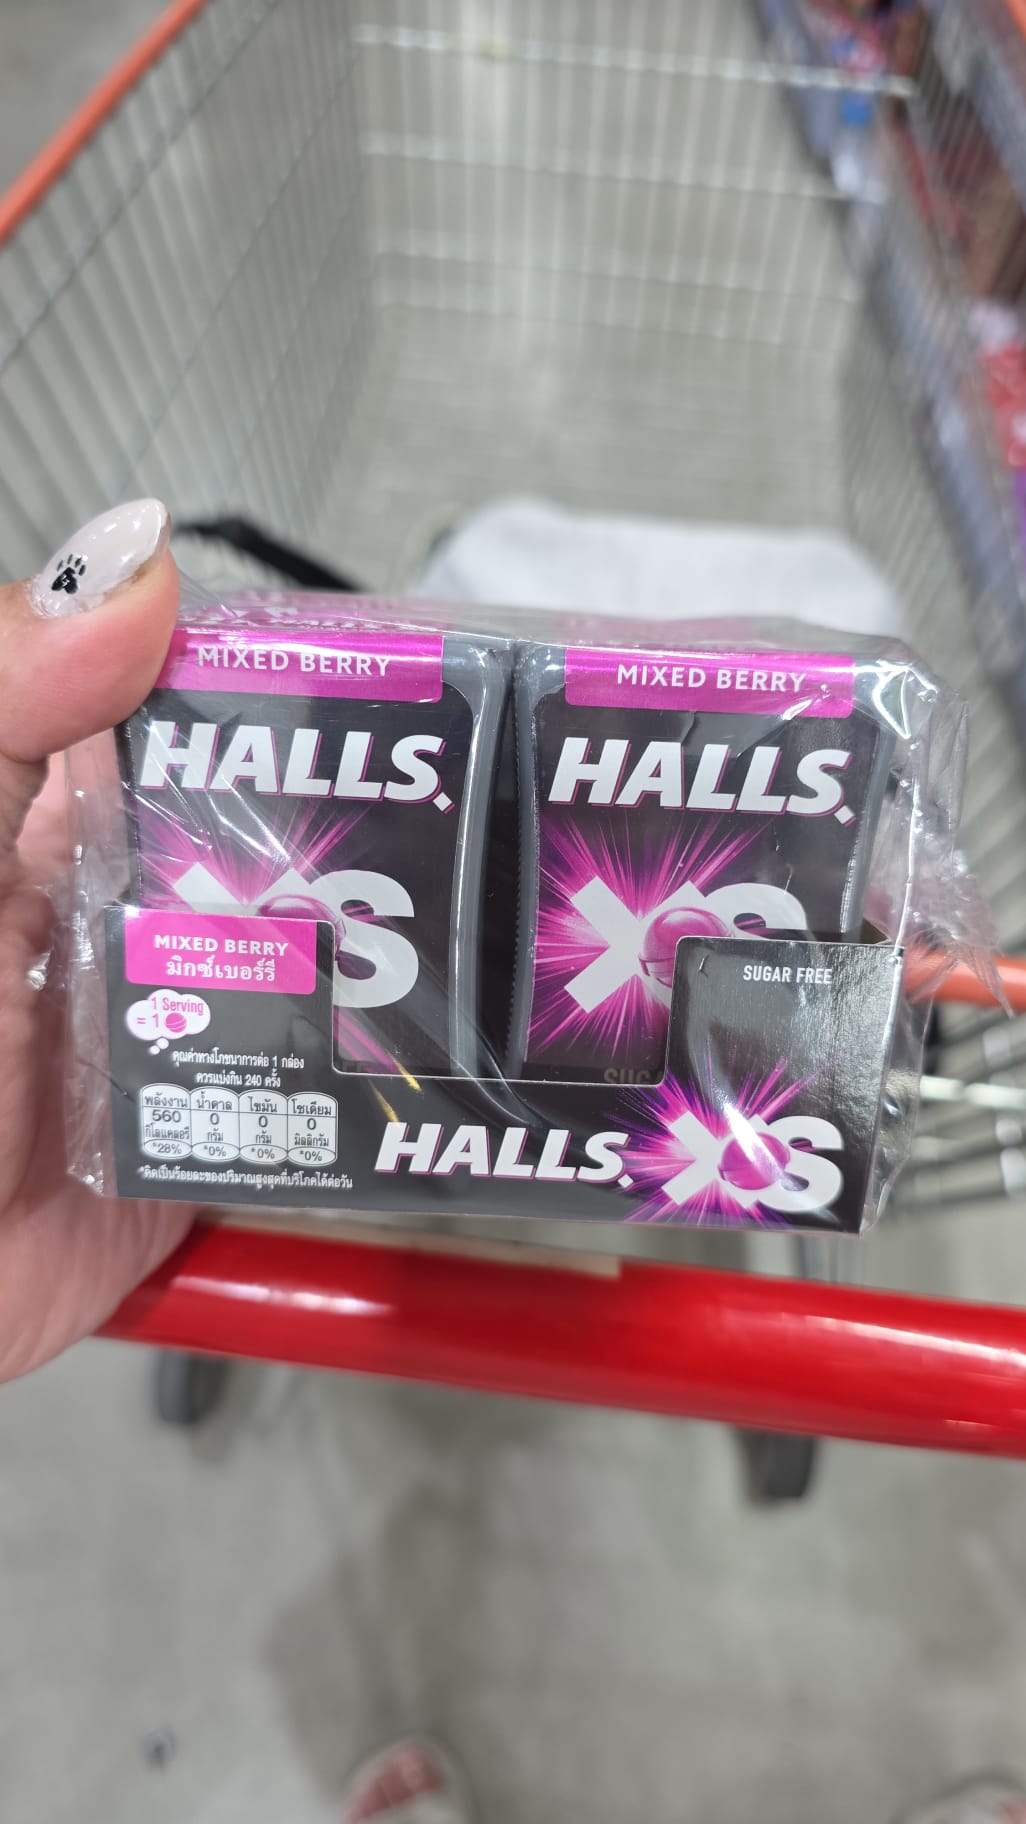 MIXED BERRY
HALLS
XS
MIXED BERRY
HALLS
XS
MIXED BERRY
มิกซ์เบอร์รี่
1 Serving
= 1
คุณค่าทางโภชนาการต่อ 1 กล่อง
ควรแบ่งกิน 240 ครั้ง
พลังงาน น้ำตาล ไขมัน โซเดียม
560 0 0 0
กิโลแคลอรี กรัม กรัม มิลลิกรัม
*28% *0% *0% *0%
*คิดเป็นร้อยละของปริมาณสูงสุดที่บริโภคได้ต่อวัน
SUGAR FREE
HALLS XS